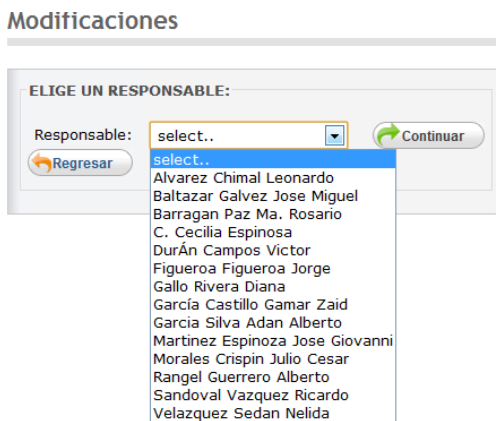 Modificaciones
ELIGE UN RESPONSABLE:
Responsable: select.. Continuar
Regresar
select..
Alvarez Chimal Leonardo
Baltazar Galvez Jose Miguel
Barragan Paz Ma. Rosario
C. Cecilia Espinosa
DurÁn Campos Victor
Figueroa Figueroa Jorge
Gallo Rivera Diana
García Castillo Gamar Zaid
Garcia Silva Adan Alberto
Martinez Espinoza Jose Giovanni
Morales Crispin Julio Cesar
Rangel Guerrero Alberto
Sandoval Vazquez Ricardo
Velazquez Sedan Nelida